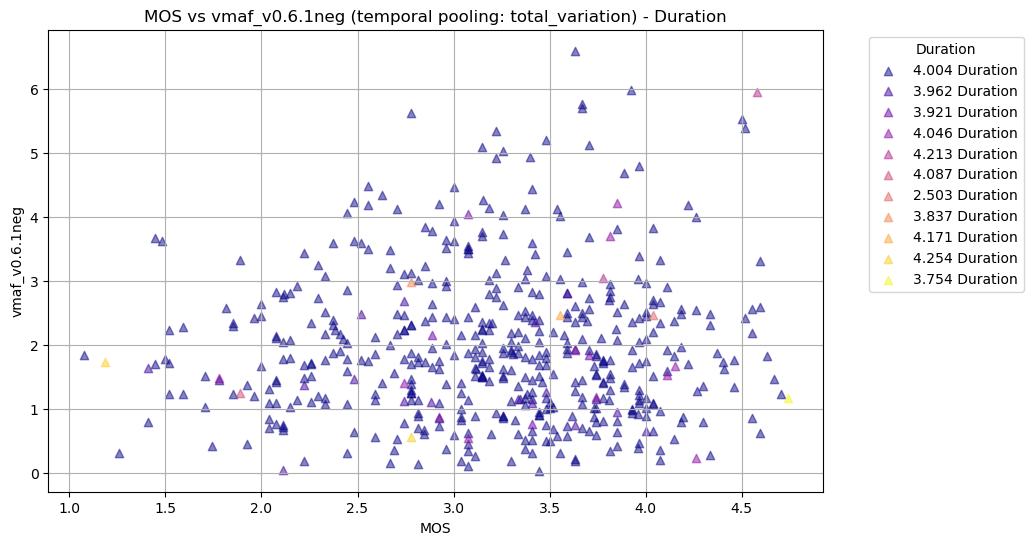 MOS vs vmaf_v0.6.1neg (temporal pooling: total_variation) - Duration
vmaf_v0.6.1neg
6
5
4
3
2
1
0
1.0 1.5 2.0 2.5 3.0 3.5 4.0 4.5
MOS
Duration
4.004 Duration
3.962 Duration
3.921 Duration
4.046 Duration
4.213 Duration
4.087 Duration
2.503 Duration
3.837 Duration
4.171 Duration
4.254 Duration
3.754 Duration